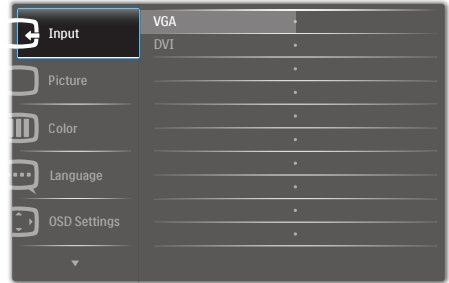 Input
VGA
DVI
Picture
Color
Language
OSD Settings